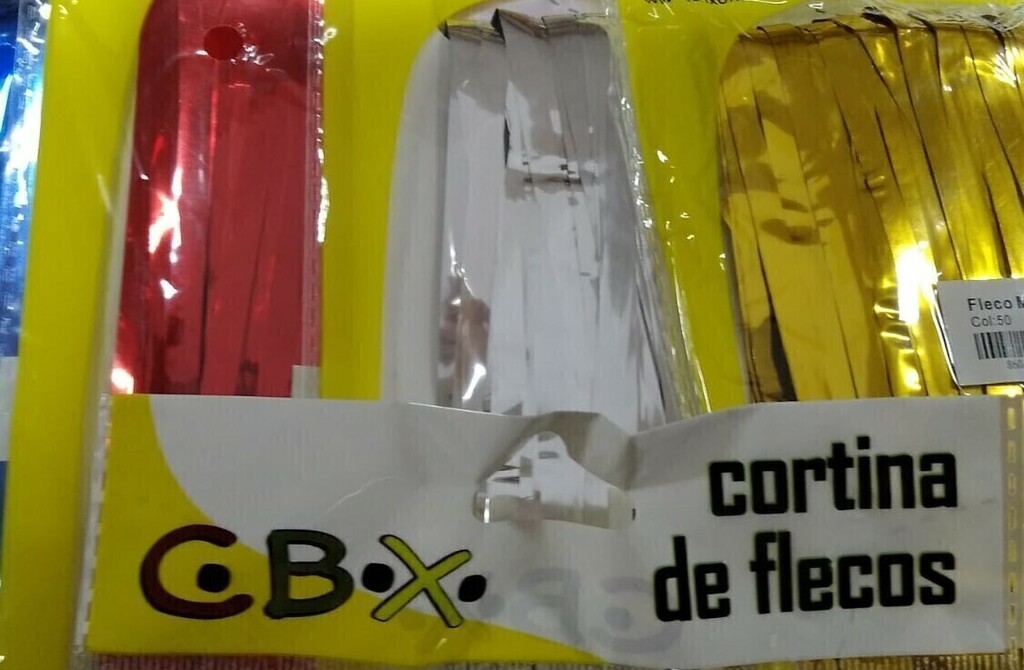 Fleco
Col:50
cortina
de flecos
C.B.X.